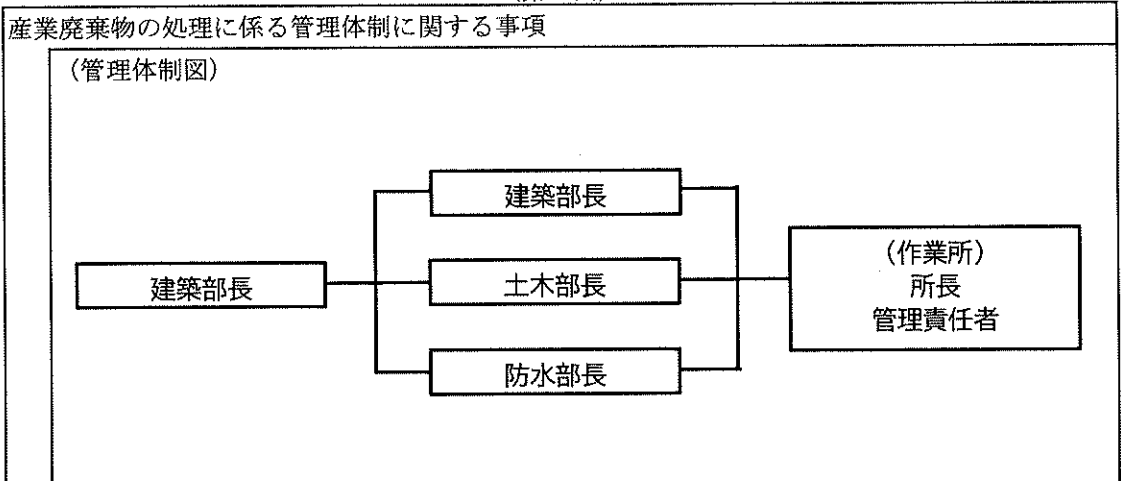 産業廃棄物の処理に係る管理体制に関する事項
（管理体制図）
建築部長
建築部長
土木部長
防水部長
（作業所）
所長
管理責任者